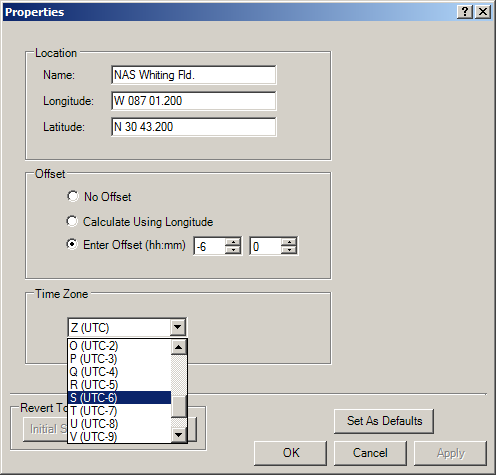 Properties
Location
Name: NAS Whiting Fld.
Longitude: W 087 01.200
Latitude: N 30 43.200
Offset
No Offset
Calculate Using Longitude
Enter Offset (hh:mm) -6 0
Time Zone
Z (UTC)
O (UTC-2)
P (UTC-3)
Q (UTC-4)
R (UTC-5)
S (UTC-6)
T (UTC-7)
U (UTC-8)
V (UTC-9)
Revert To
Initial S
Set As Defaults
OK Cancel Apply